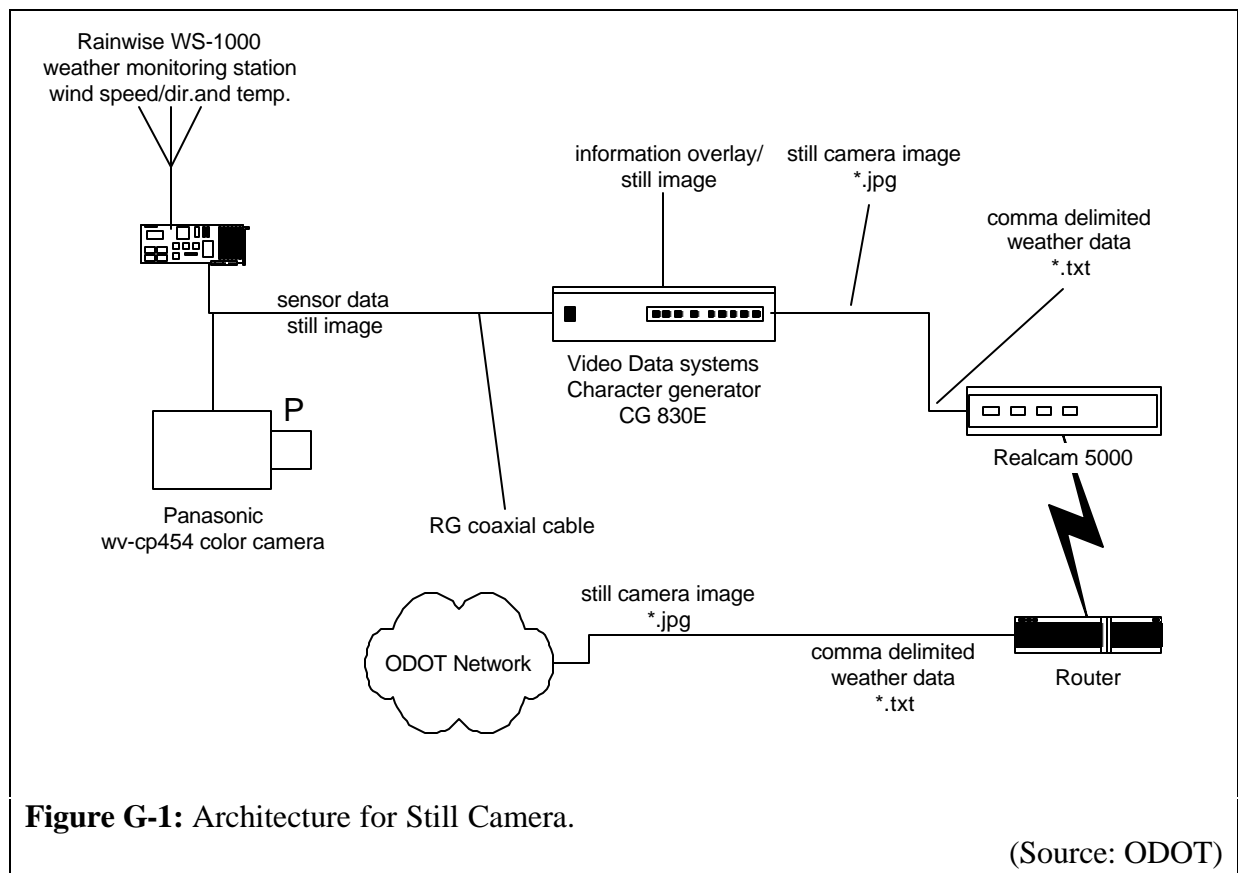 Rainwise WS-1000
weather monitoring station
wind speed/dir.and temp.
information overlay/
still image
still camera image
*.jpg
comma delimited
weather data
*.txt
sensor data
still image
Video Data systems
Character generator
CG 830E
P
Realcam 5000
Panasonic
wv-cp454 color camera
RG coaxial cable
still camera image
*.jpg
ODOT Network
comma delimited
weather data
*.txt
Router
Figure G-1: Architecture for Still Camera.
(Source: ODOT)